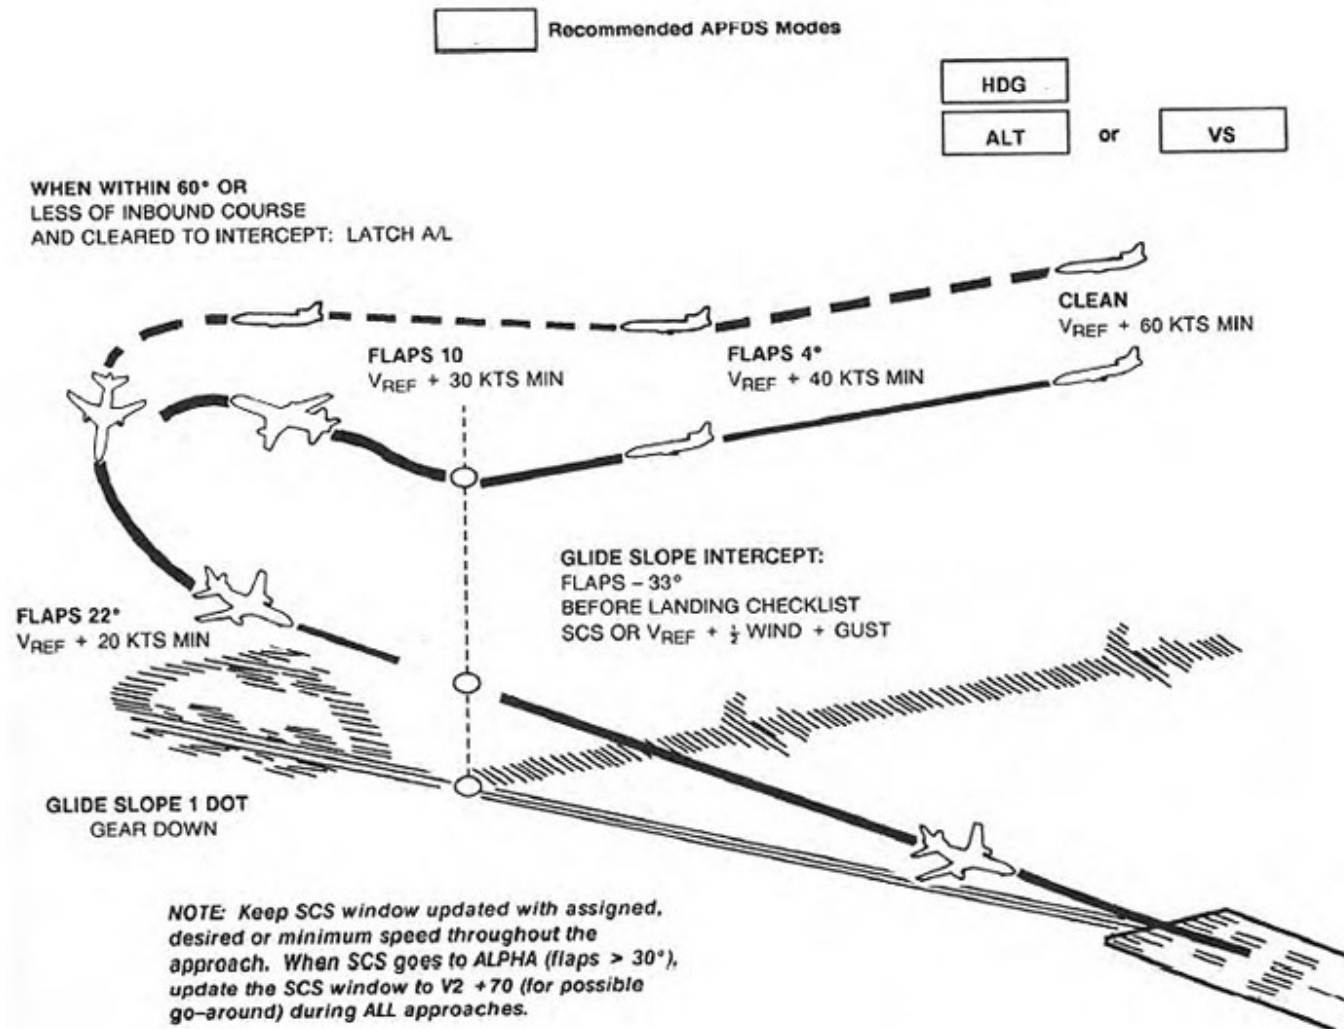 Recommended APFDS Modes
HDG
ALT or VS
WHEN WITHIN 60° OR
LESS OF INBOUND COURSE
AND CLEARED TO INTERCEPT: LATCH A/L
CLEAN
VREF + 60 KTS MIN
FLAPS 10
VREF + 30 KTS MIN
FLAPS 4°
VREF + 40 KTS MIN
GLIDE SLOPE INTERCEPT:
FLAPS – 33°
BEFORE LANDING CHECKLIST
SCS OR VREF + ½ WIND + GUST
FLAPS 22°
VREF + 20 KTS MIN
GLIDE SLOPE 1 DOT
GEAR DOWN
NOTE: Keep SCS window updated with assigned,
desired or minimum speed throughout the
approach. When SCS goes to ALPHA (flaps > 30°),
update the SCS window to V2 +70 (for possible
go–around) during ALL approaches.